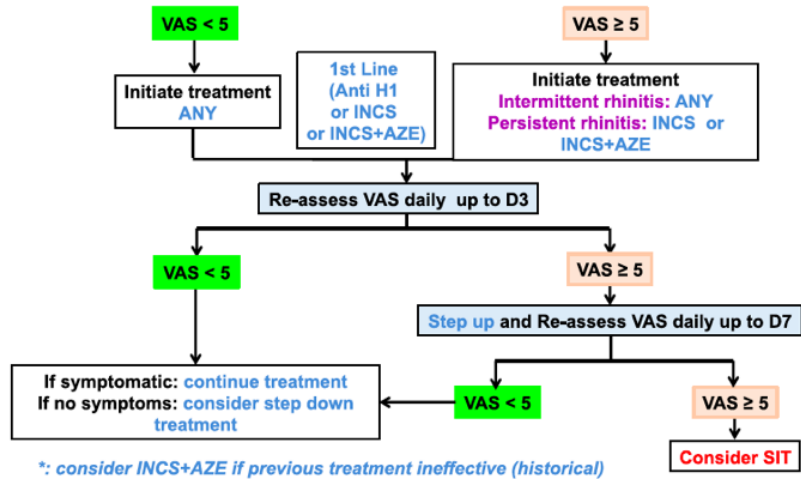 VAS < 5
VAS ≥ 5
Initiate treatment
ANY
1st Line
(Anti H1
or INCS
or INCS+AZE)
Initiate treatment
Intermittent rhinitis: ANY
Persistent rhinitis: INCS or
INCS+AZE
Re-assess VAS daily up to D3
VAS < 5
VAS ≥ 5
Step up and Re-assess VAS daily up to D7
If symptomatic: continue treatment
If no symptoms: consider step down
treatment
VAS < 5
VAS ≥ 5
Consider SIT
*: consider INCS+AZE if previous treatment ineffective (historical)